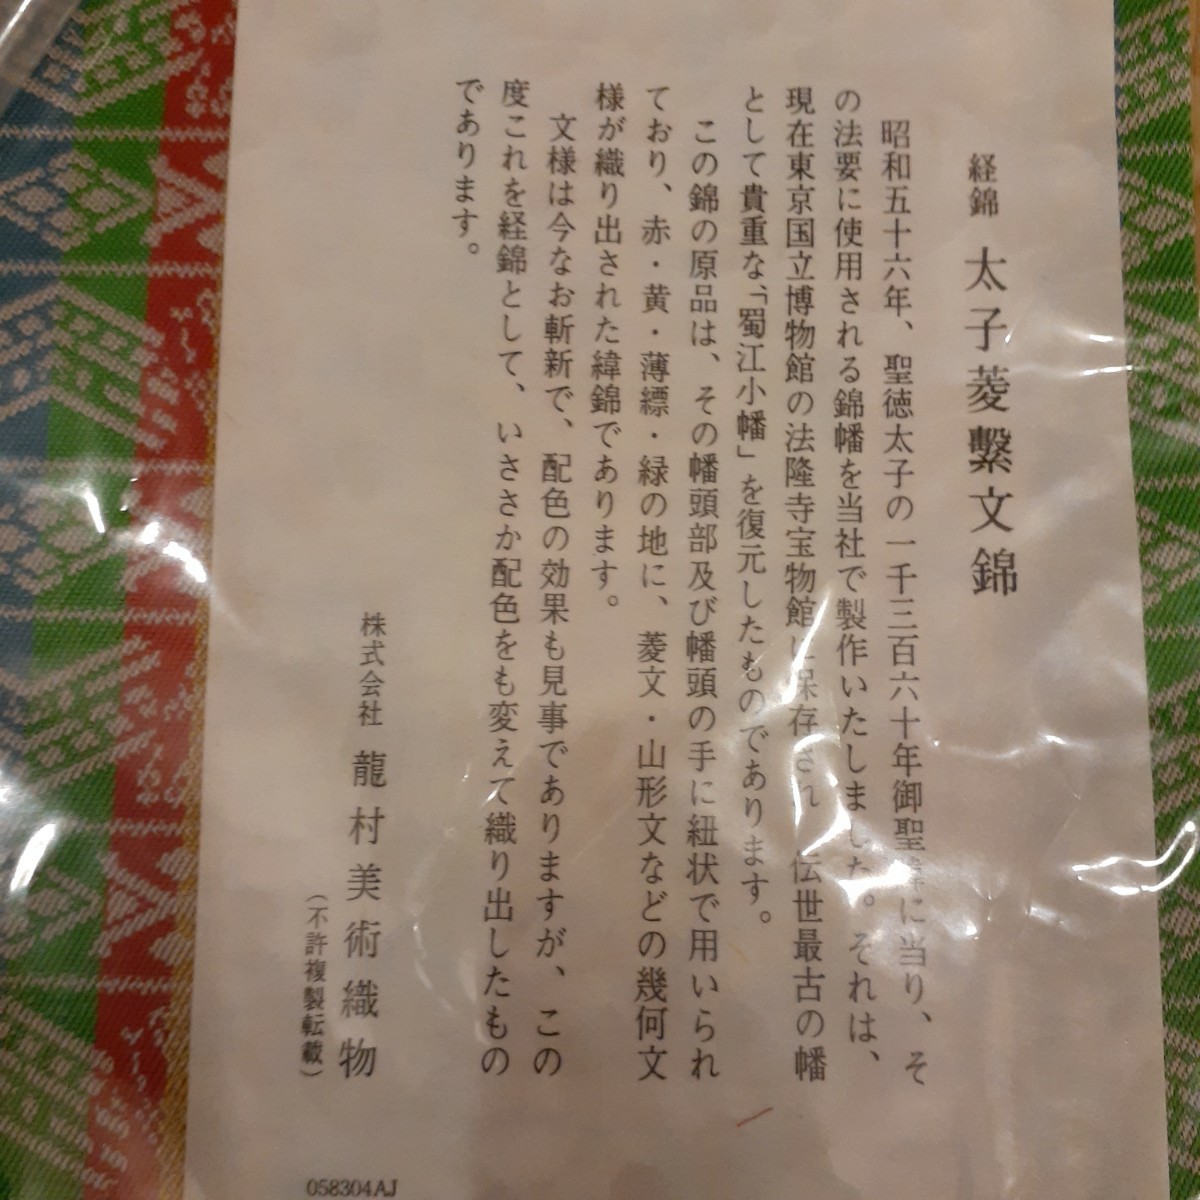 経錦 太子菱繋文錦
昭和五十六年、聖徳太子の一千三百六十年御聖に当り、そ
の法要に使用される錦幡を当社で製作いたしました。それは、
現在東京国立博物館の法隆寺宝物館に保存され 伝世最古の幡
として貴重な、「蜀江小幡」を復元したものであります。
この錦の原品は、その幡頭部及び幡頭の手に紐状で用いられ
ており、赤・黄・薄縹・緑の地に、菱文・山形文などの幾何文
様が織り出された緯錦であります。
文様は今なお斬新で、配色の効果も見事でありますが、この
度これを経錦として、いささか配色をも変えて織り出したもの
であります。
株式会社 龍村美術織物
（不許複製転載）
058304AJ